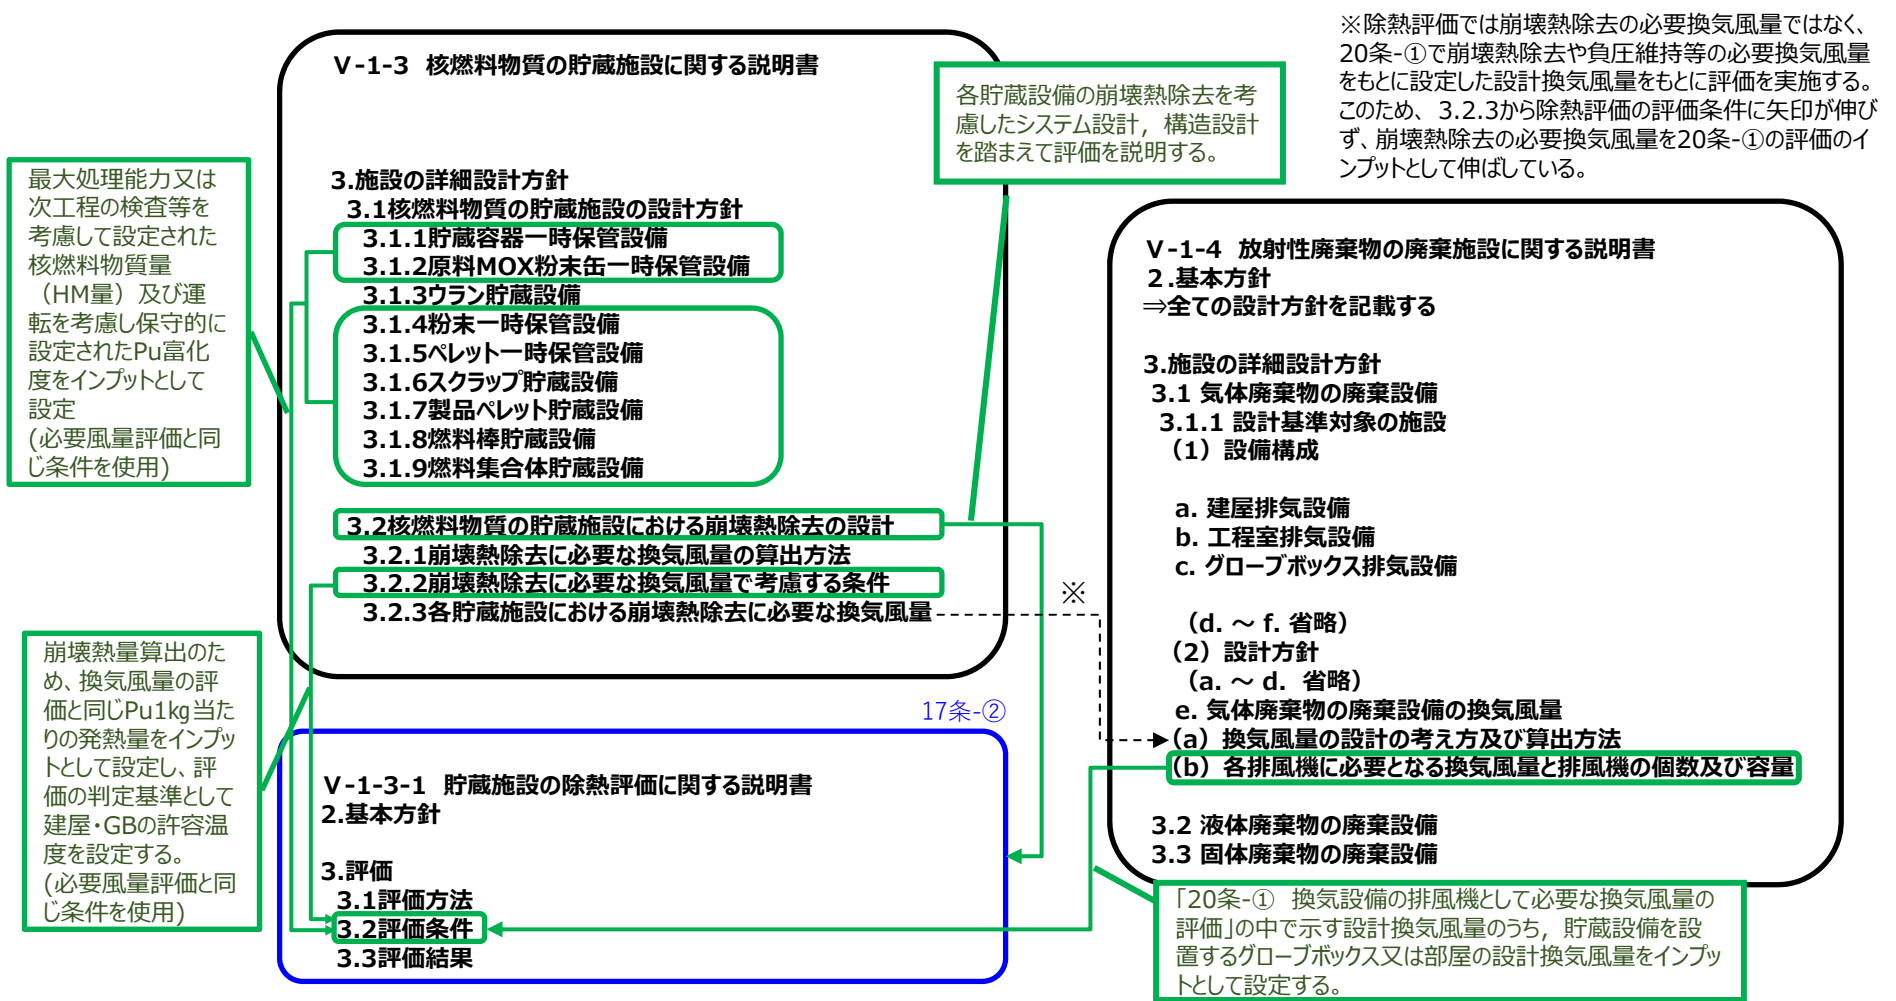 ※除熱評価では崩壊熱除去の必要換気風量ではなく、
20条-①で崩壊熱除去や負圧維持等の必要換気風量
をもとに設定した設計換気風量をもとに評価を実施する。
このため、3.2.3から除熱評価の評価条件に矢印が伸び
ず、崩壊熱除去の必要換気風量を20条-①の評価のイ
ンプットとして伸ばしている。
Ⅴ-1-3 核燃料物質の貯蔵施設に関する説明書
各貯蔵設備の崩壊熱除去を考
慮したシステム設計，構造設計
を踏まえて評価を説明する。
最大処理能力又は
次工程の検査等を
考慮して設定された
核燃料物質量
（HM量）及び運
転を考慮し保守的に
設定されたPu富化
度をインプットとして
設定
(必要風量評価と同
じ条件を使用)
3.施設の詳細設計方針
3.1核燃料物質の貯蔵施設の設計方針
3.1.1貯蔵容器一時保管設備
3.1.2原料MOX粉末缶一時保管設備
3.1.3ウラン貯蔵設備
3.1.4粉末一時保管設備
3.1.5ペレット一時保管設備
3.1.6スクラップ貯蔵設備
3.1.7製品ペレット貯蔵設備
3.1.8燃料棒貯蔵設備
3.1.9燃料集合体貯蔵設備
3.2核燃料物質の貯蔵施設における崩壊熱除去の設計
3.2.1崩壊熱除去に必要な換気風量の算出方法
3.2.2崩壊熱除去に必要な換気風量で考慮する条件
3.2.3各貯蔵施設における崩壊熱除去に必要な換気風量
※
Ⅴ-1-4 放射性廃棄物の廃棄施設に関する説明書
２.基本方針
⇒全ての設計方針を記載する
3.施設の詳細設計方針
3.1 気体廃棄物の廃棄設備
3.1.1 設計基準対象の施設
（1）設備構成
a. 建屋排気設備
b. 工程室排気設備
c. グローブボックス排気設備
（d. ～ f. 省略）
（2）設計方針
（a. ～ d. 省略）
e. 気体廃棄物の廃棄設備の換気風量
（a）換気風量の設計の考え方及び算出方法
（b）各排風機に必要となる換気風量と排風機の個数及び容量
3.2 液体廃棄物の廃棄設備
3.3 固体廃棄物の廃棄設備
崩壊熱量算出のた
め、換気風量の評
価と同じPu1kg当た
りの発熱量をインプッ
トとして設定し、評
価の判定基準として
建屋・GBの許容温
度を設定する。
(必要風量評価と同
じ条件を使用)
17条-②
Ⅴ-1-3-1 貯蔵施設の除熱評価に関する説明書
2.基本方針
3.評価
3.1評価方法
3.2評価条件
3.3評価結果
「20条-① 換気設備の排風機として必要な換気風量の
評価」の中で示す設計換気風量のうち，貯蔵設備を設
置するグローブボックス又は部屋の設計換気風量をインプッ
トとして設定する。